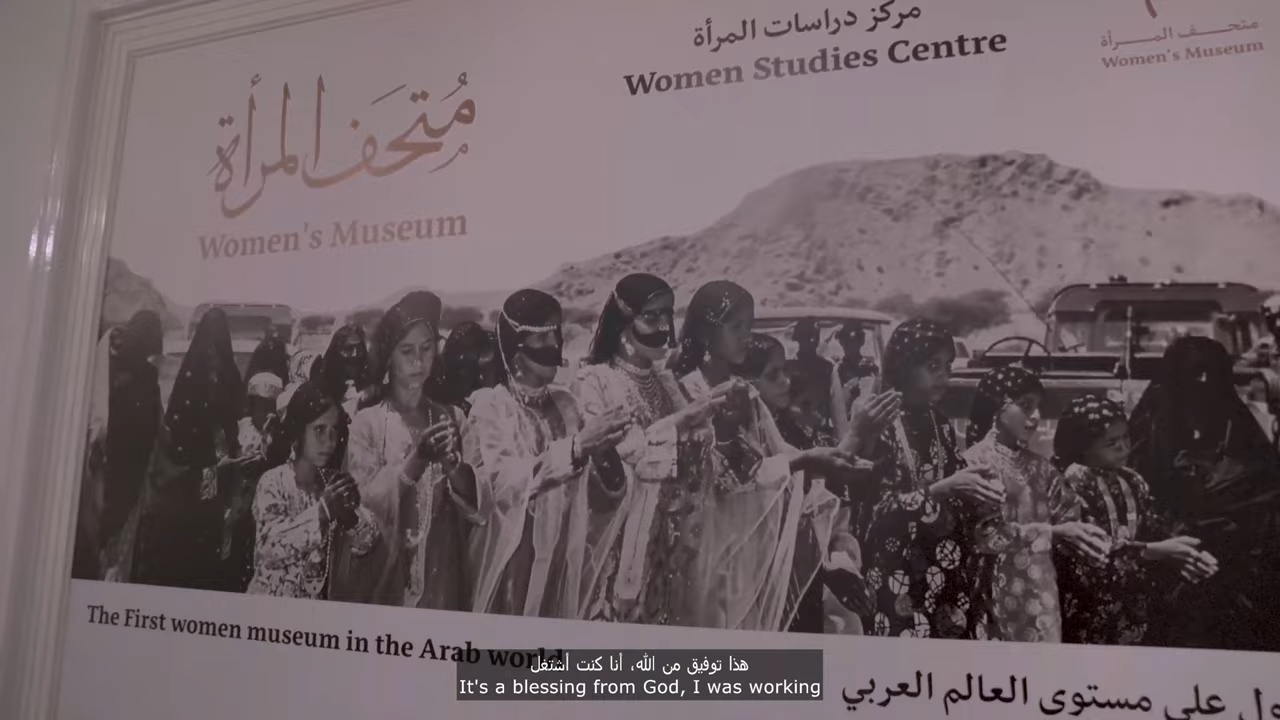 مركز دراسات المرأة
Women Studies Centre
متحف المرأة
Women's Museum
مُتحف المرأة
Women's Museum
The First women museum in the Arab world
على مستوى العالم العربي
هذا توفيق من الله، أنا كنت أشتغل
It's a blessing from God, I was working